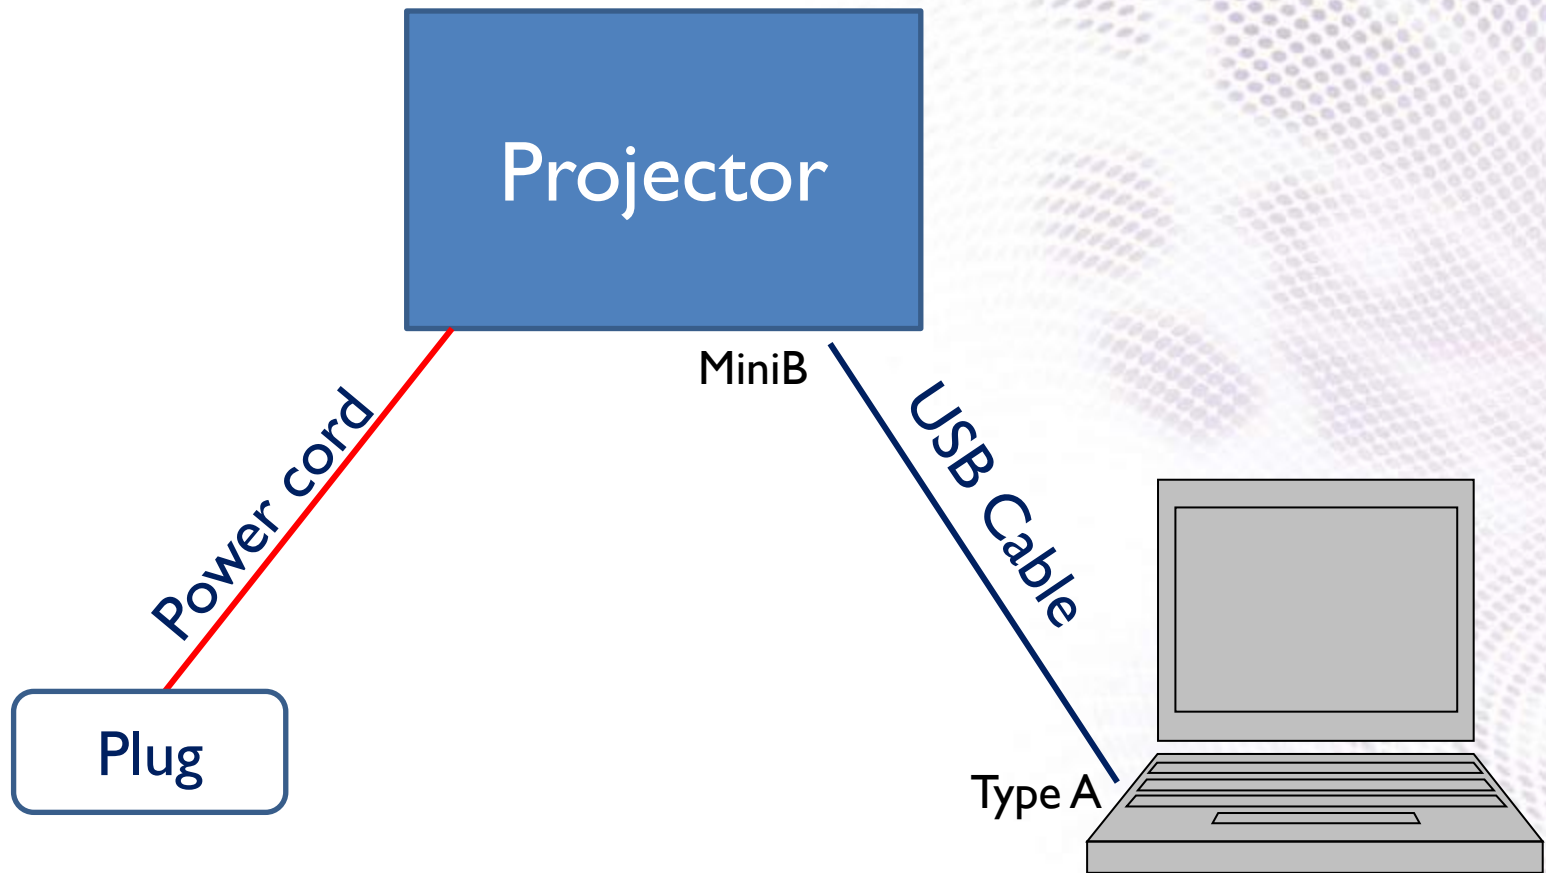 Projector
MiniB
Power cord
USB Cable
Plug
Type A